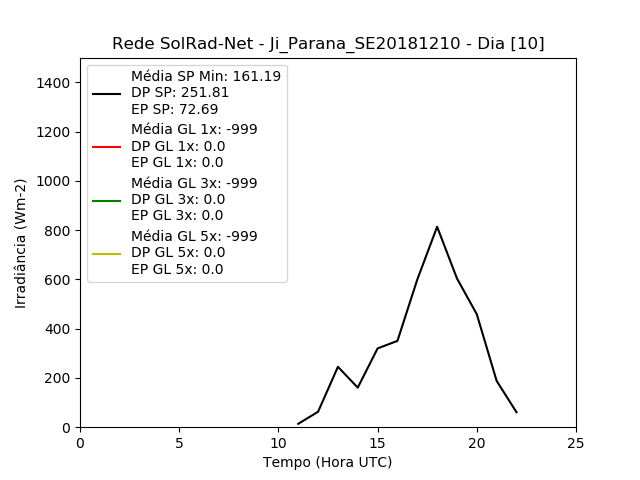 Rede SolRad-Net - Ji_Parana_SE20181210 - Dia [10]
Média SP Min: 161.19
DP SP: 251.81
EP SP: 72.69
Média GL 1x: -999
DP GL 1x: 0.0
EP GL 1x: 0.0
Média GL 3x: -999
DP GL 3x: 0.0
EP GL 3x: 0.0
Média GL 5x: -999
DP GL 5x: 0.0
EP GL 5x: 0.0
Irradiância (Wm-2)
1400
1200
1000
800
600
400
200
0
0 5 10 15 20 25
Tempo (Hora UTC)